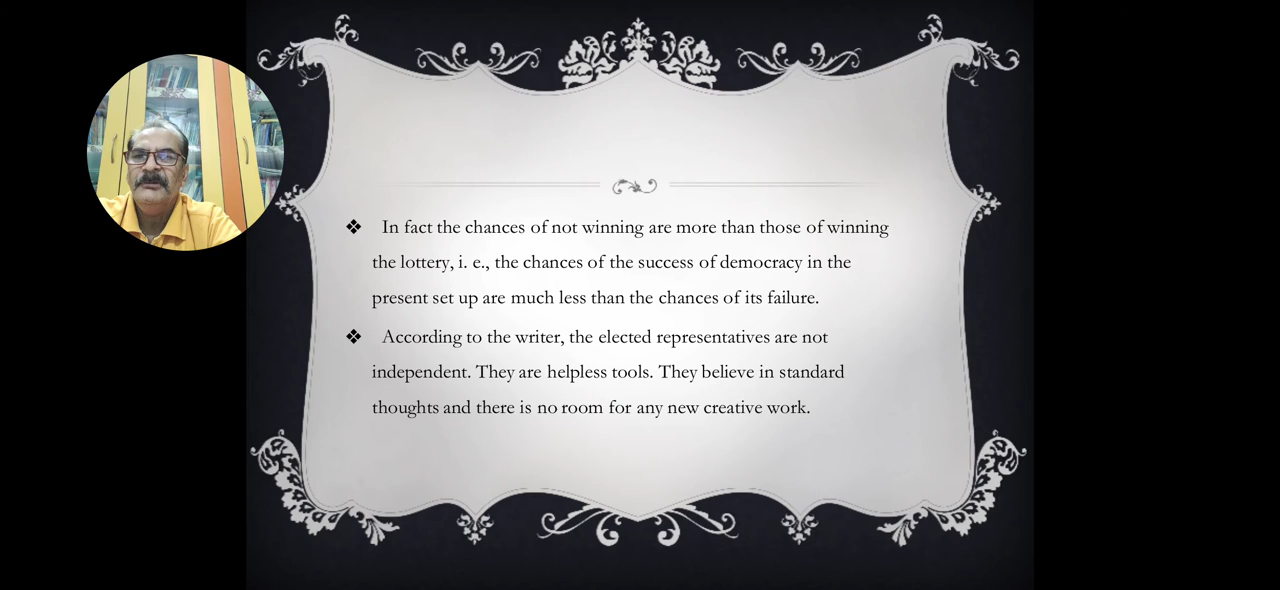 ❖ In fact the chances of not winning are more than those of winning
the lottery, i. e., the chances of the success of democracy in the
present set up are much less than the chances of its failure.
❖ According to the writer, the elected representatives are not
independent. They are helpless tools. They believe in standard
thoughts and there is no room for any new creative work.